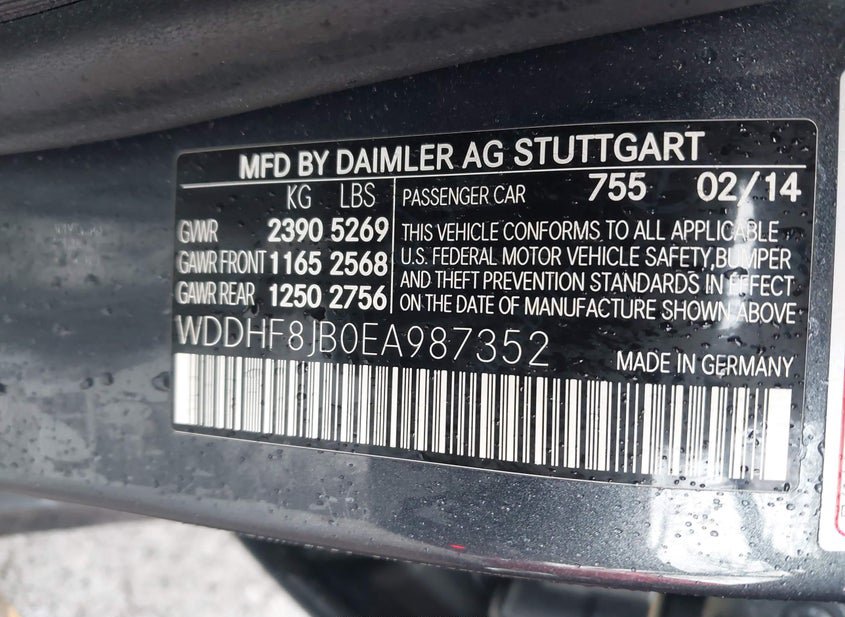 MFD BY DAIMLER AG STUTTGART
KG LBS
GVWR 2390 5269
GAWR FRONT 1165 2568
GAWR REAR 1250 2756
PASSENGER CAR 755 02/14
THIS VEHICLE CONFORMS TO ALL APPLICABLE
U.S. FEDERAL MOTOR VEHICLE SAFETY, BUMPER
AND THEFT PREVENTION STANDARDS IN EFFECT
ON THE DATE OF MANUFACTURE SHOWN ABOVE
WDDHF8JB0EA987352
MADE IN GERMANY